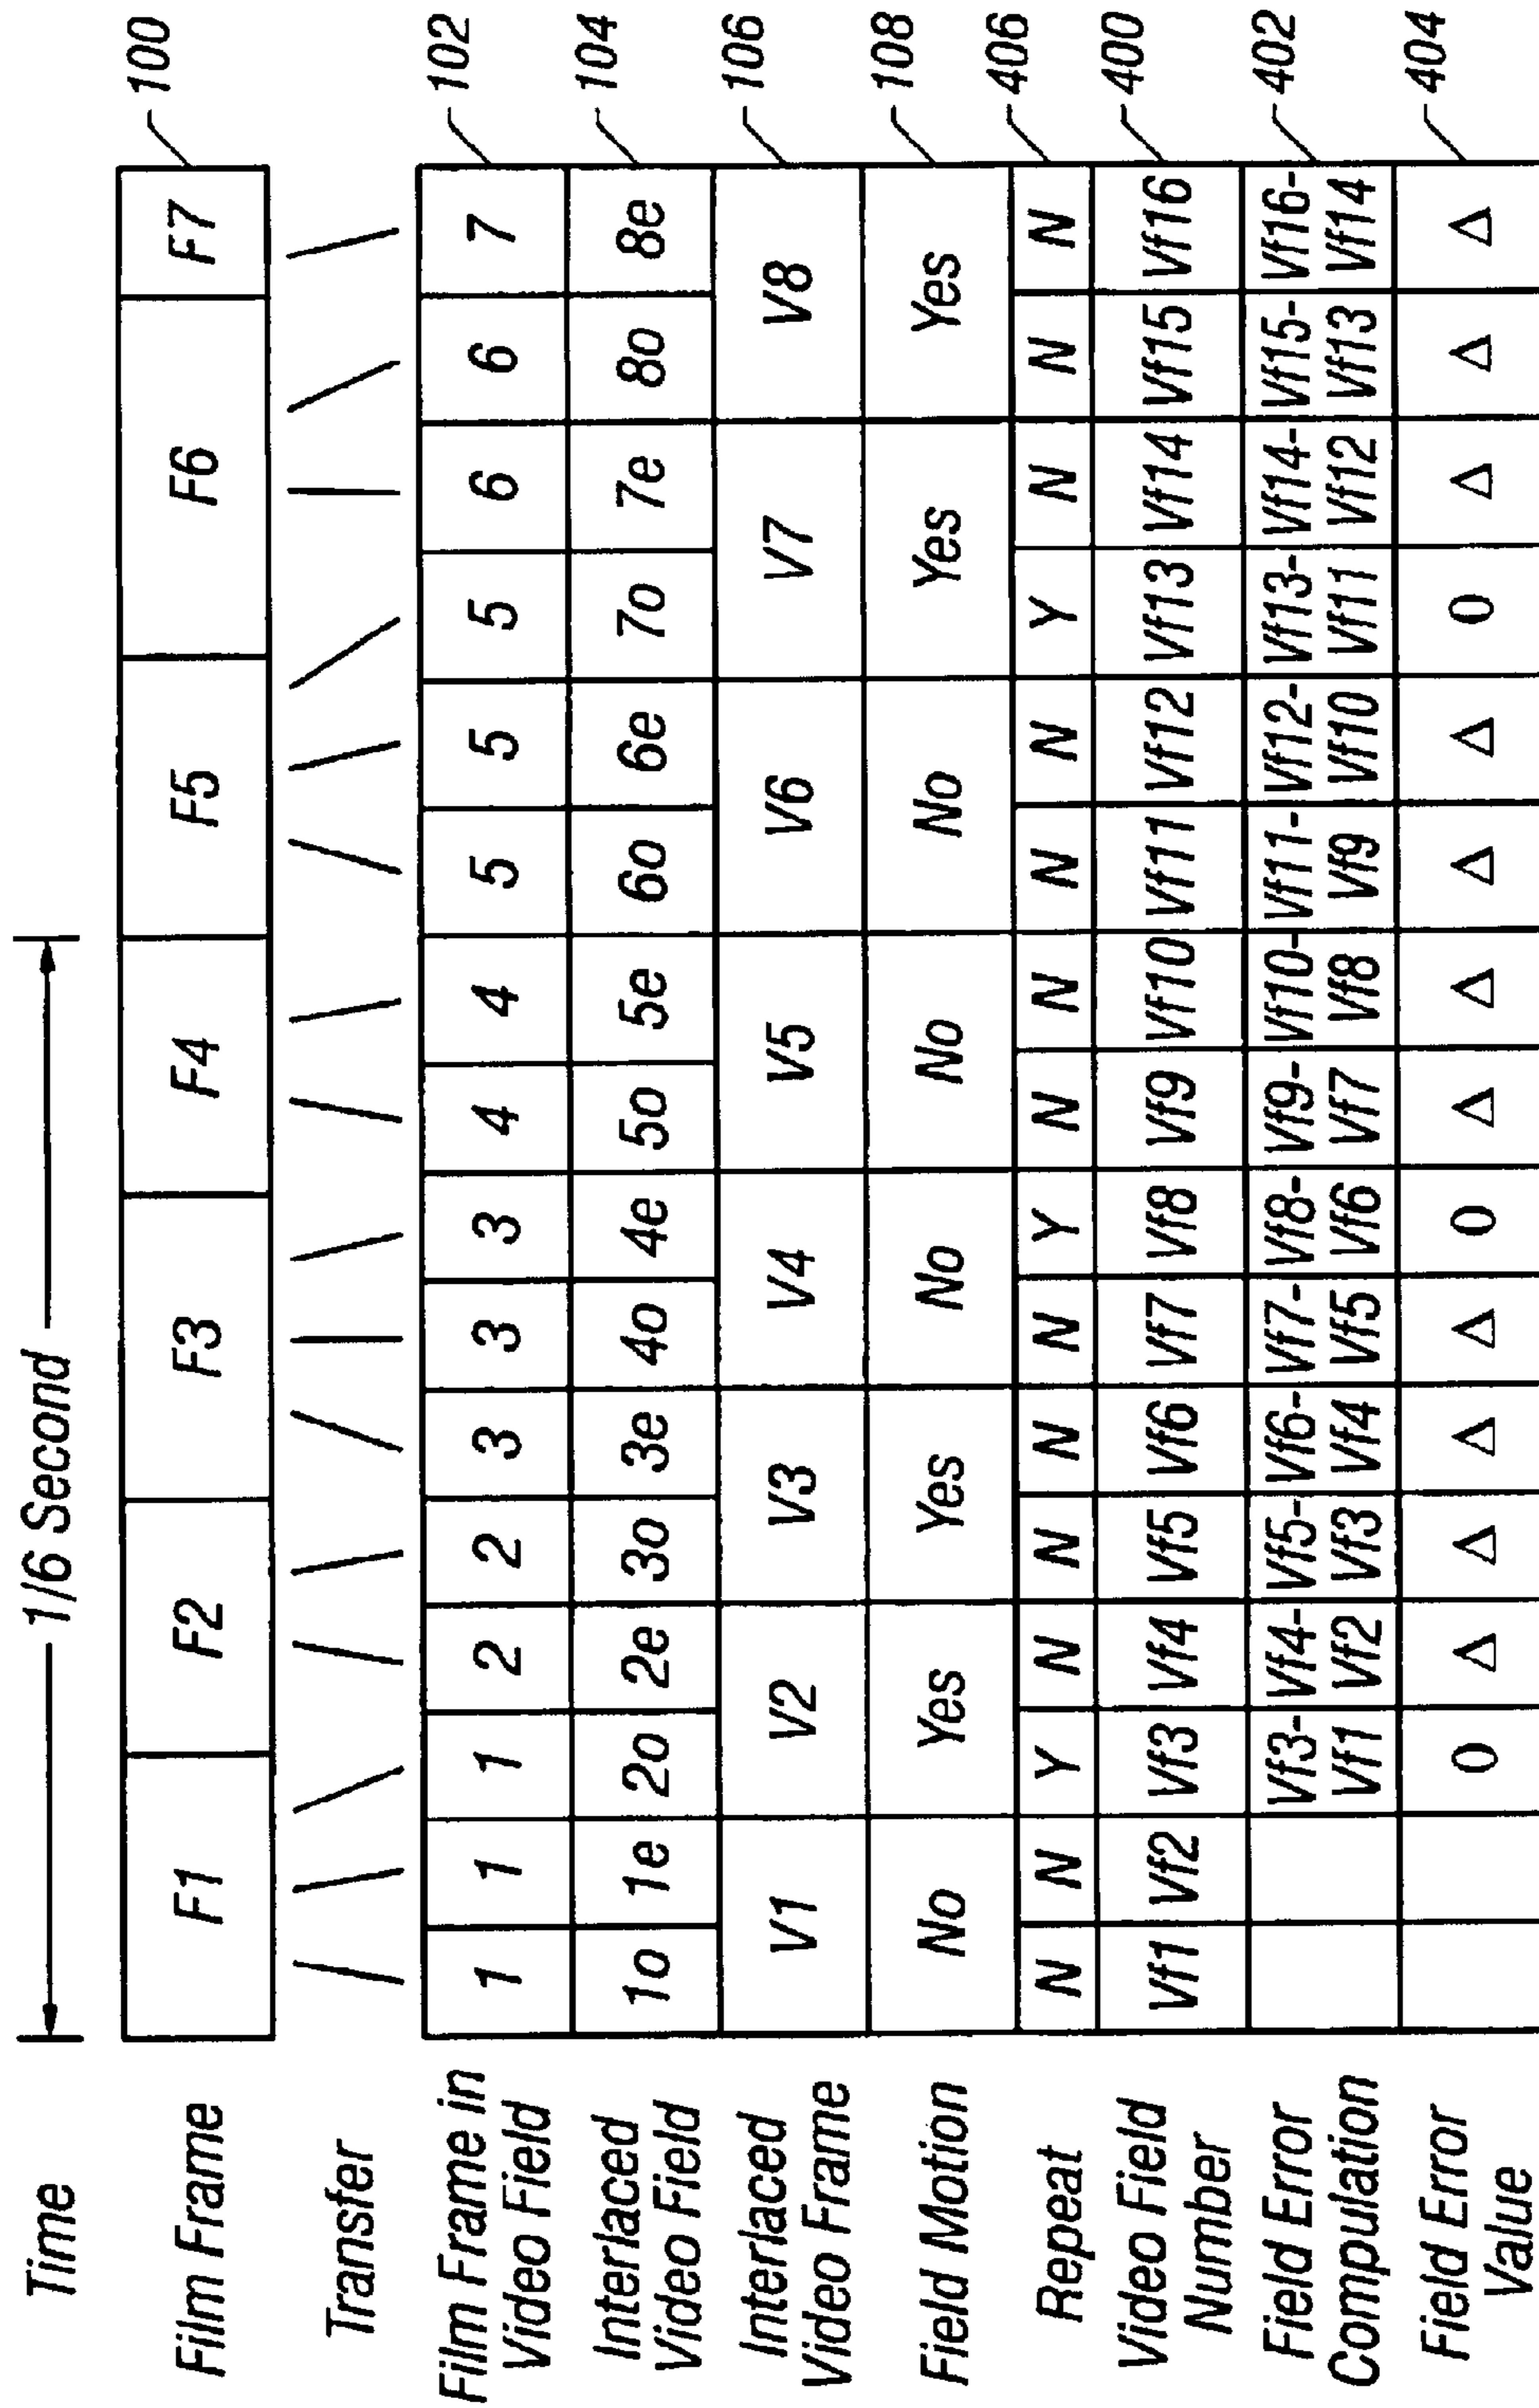 Time 1/6 Second
Film Frame F1 F2 F3 F4 F5 F6 F7 100
Transfer
Film Frame in Video Field 1 1 1 2 2 3 3 3 4 4 5 5 5 6 6 7 102
Interlaced Video Field 1o 1e 2o 2e 3o 3e 4o 4e 5o 5e 6o 6e 7o 7e 8o 8e 104
Interlaced Video Frame V1 V2 V3 V4 V5 V6 V7 V8 106
Field Motion No Yes Yes No No No Yes Yes 108
Repeat N N Y N N N N Y N N N N Y N N N 406
Video Field Number Vf1 Vf2 Vf3 Vf4 Vf5 Vf6 Vf7 Vf8 Vf9 Vf10 Vf11 Vf12 Vf13 Vf14 Vf15 Vf16 400
Field Error Compulation Vf3-Vf1 Vf4-Vf2 Vf5-Vf3 Vf6-Vf4 Vf7-Vf5 Vf8-Vf6 Vf9-Vf7 Vf10-Vf8 Vf11-Vf9 Vf12-Vf10 Vf13-Vf11 Vf14-Vf12 Vf15-Vf13 Vf16-Vf14 402
Field Error Value 0 Δ Δ Δ Δ 0 Δ Δ Δ Δ 0 Δ Δ Δ 404